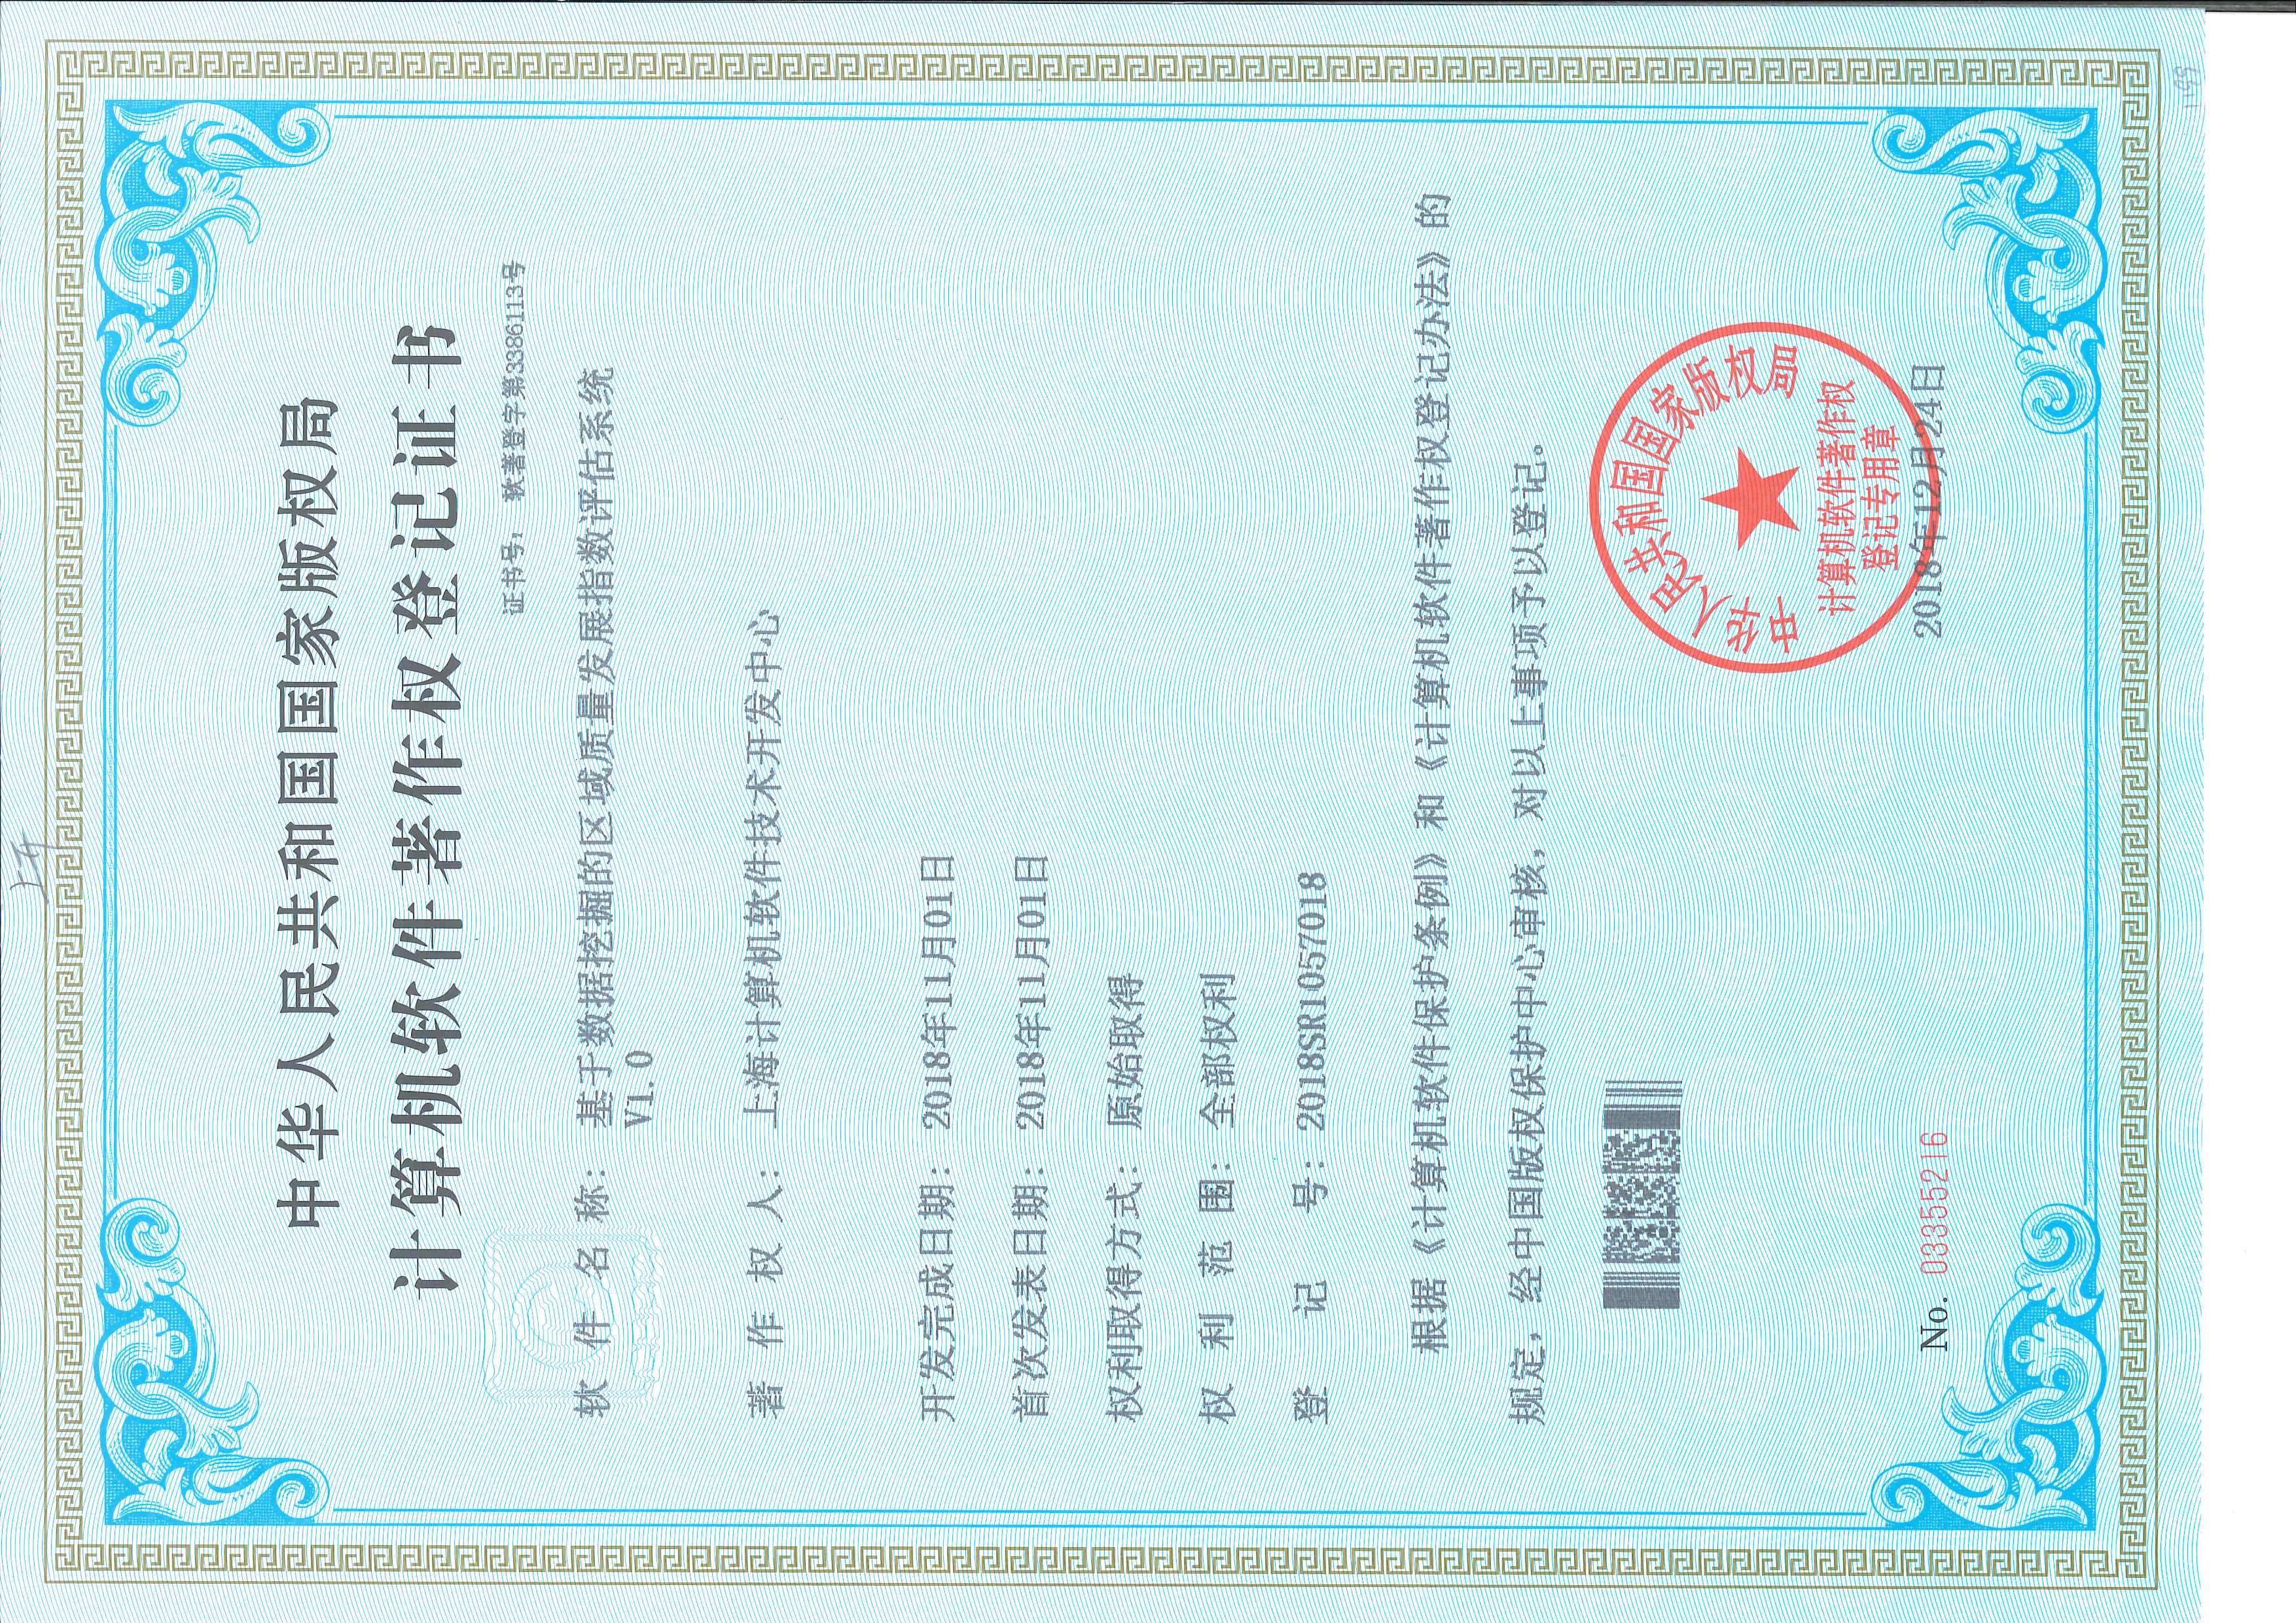 中华人民共和国国家版权局
计算机软件著作权登记证书
证书号： 软著登字第3386113号
软件名称： 基于数据挖掘的区域质量发展指数评估系统
V1.0
著作权人： 上海计算机软件技术开发中心
开发完成日期： 2018年11月01日
首次发表日期： 2018年11月01日
权利取得方式： 原始取得
权利范围： 全部权利
登记号： 2018SR1057018
根据《计算机软件保护条例》和《计算机软件著作权登记办法》的
规定，经中国版权保护中心审核，对以上事项予以登记。
中华人民共和国国家版权局
计算机软件著作权
登记专用章
2018年12月24日
No. 03355216